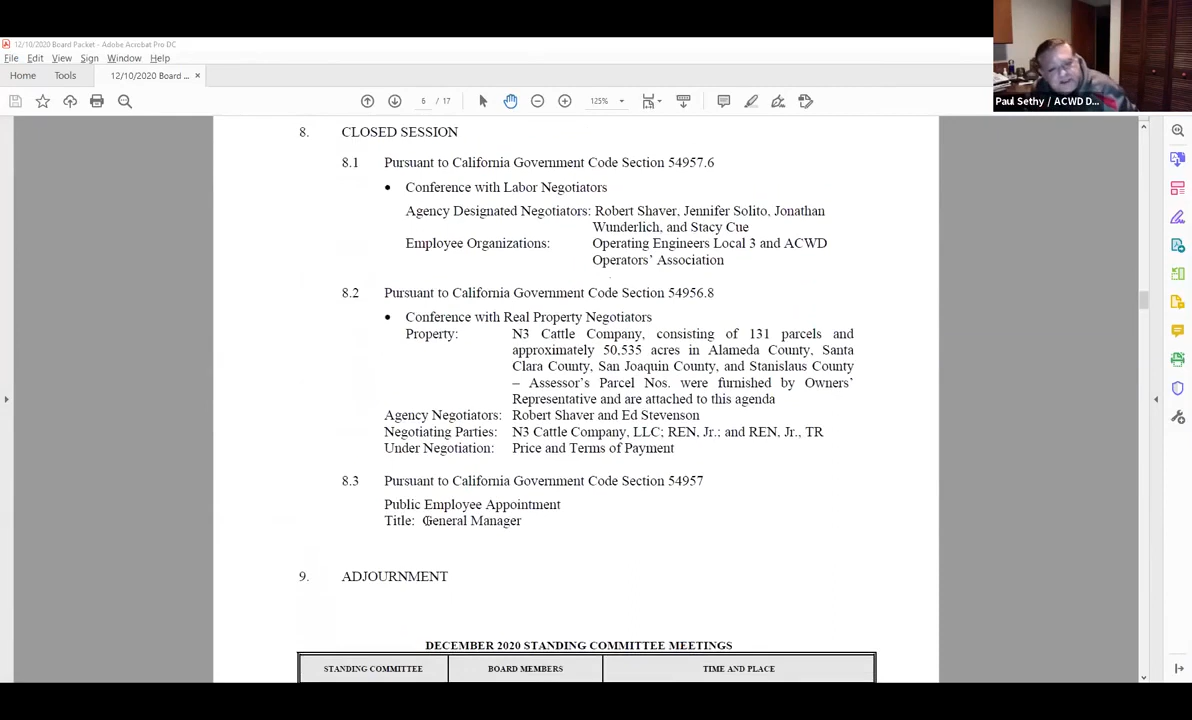 12/10/2020 Board Packet - Adobe Acrobat Pro DC
File Edit View Sign Window Help
Home Tools 12/10/2020 Board ... ×
6 / 17 125%
Paul Sethy / ACWD D...
8. CLOSED SESSION
8.1 Pursuant to California Government Code Section 54957.6
• Conference with Labor Negotiators
Agency Designated Negotiators: Robert Shaver, Jennifer Solito, Jonathan
Wunderlich, and Stacy Cue
Employee Organizations: Operating Engineers Local 3 and ACWD
Operators' Association
8.2 Pursuant to California Government Code Section 54956.8
• Conference with Real Property Negotiators
Property: N3 Cattle Company, consisting of 131 parcels and
approximately 50,535 acres in Alameda County, Santa
Clara County, San Joaquin County, and Stanislaus County
– Assessor's Parcel Nos. were furnished by Owners'
Representative and are attached to this agenda
Agency Negotiators: Robert Shaver and Ed Stevenson
Negotiating Parties: N3 Cattle Company, LLC; REN, Jr.; and REN, Jr., TR
Under Negotiation: Price and Terms of Payment
8.3 Pursuant to California Government Code Section 54957
Public Employee Appointment
Title: General Manager
9. ADJOURNMENT
DECEMBER 2020 STANDING COMMITTEE MEETINGS
STANDING COMMITTEE BOARD MEMBERS TIME AND PLACE